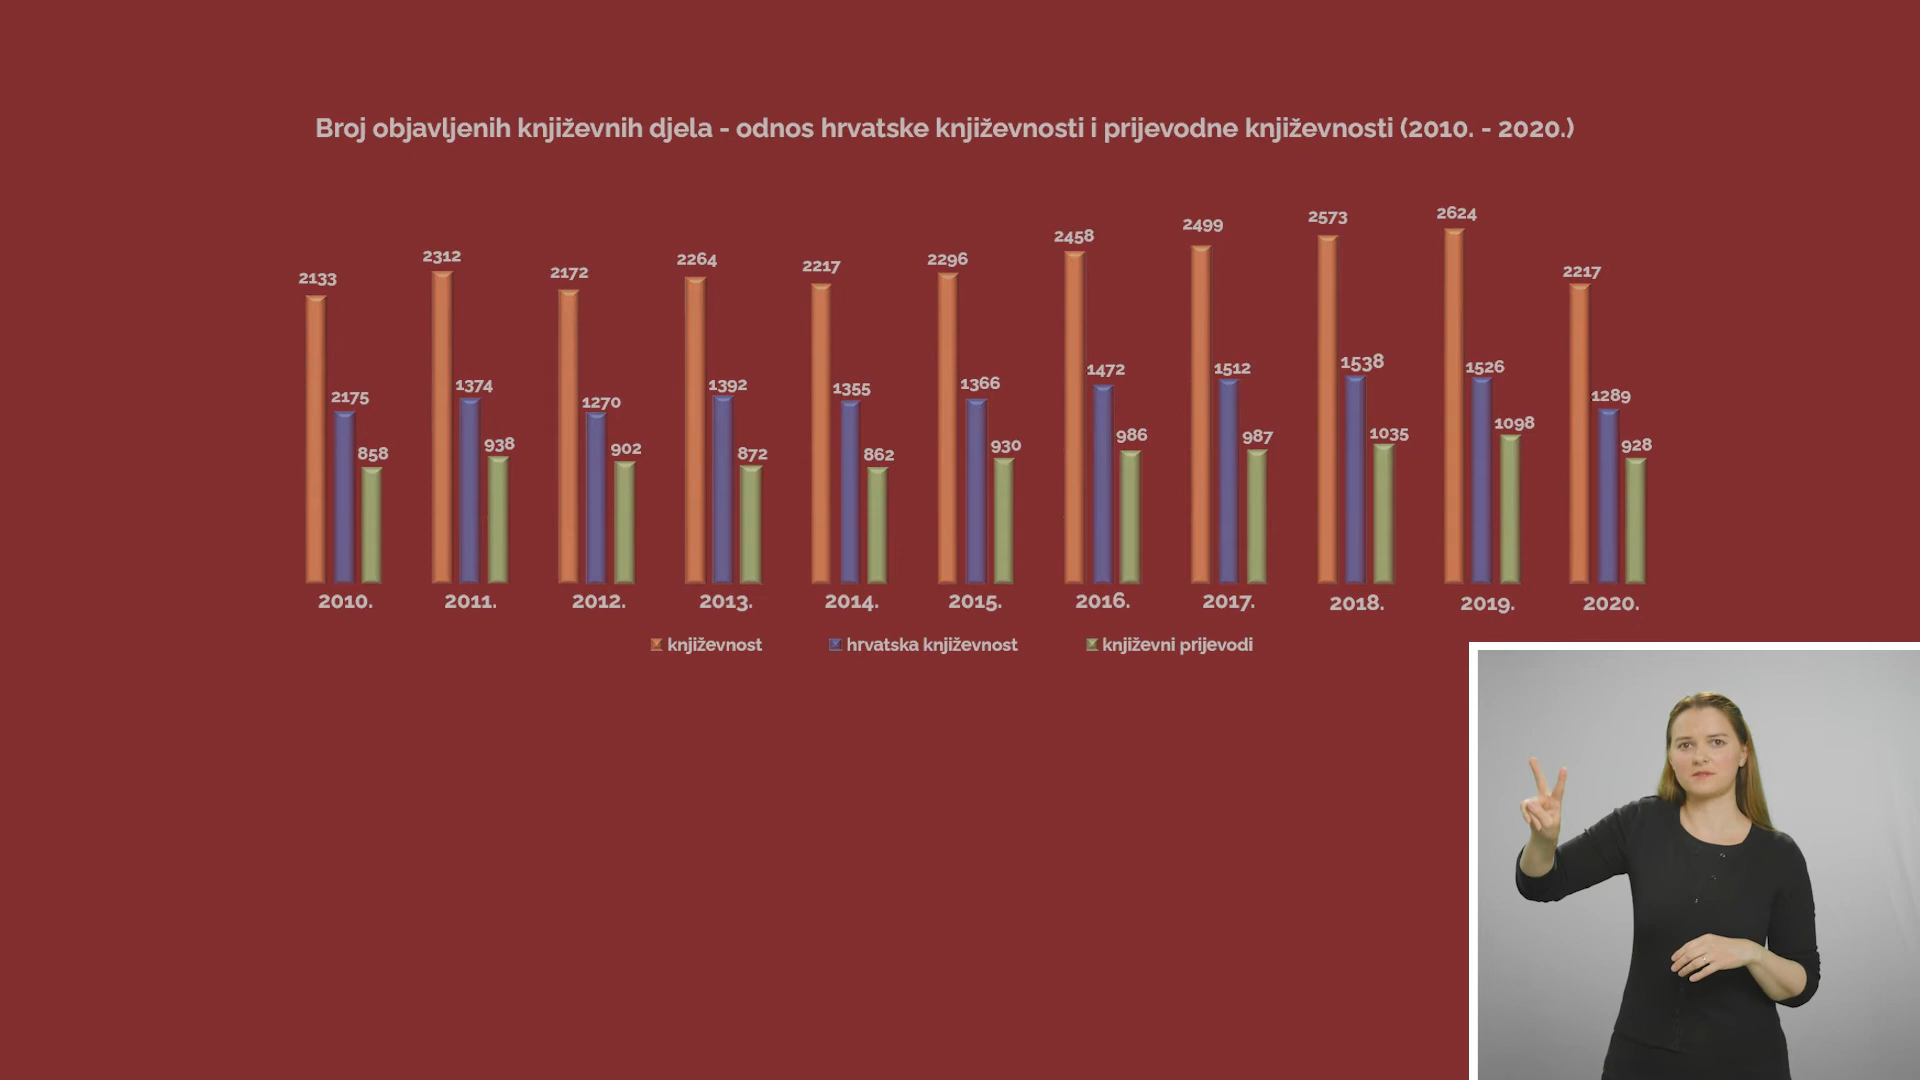 Broj objavljenih književnih djela - odnos hrvatske književnosti i prijevodne književnosti (2010. - 2020.)
2133 2175 858
2312 1374 938
2172 1270 902
2264 1392 872
2217 1355 862
2296 1366 930
2458 1472 986
2499 1512 987
2573 1538 1035
2624 1526 1098
2217 1289 928
2010. 2011. 2012. 2013. 2014. 2015. 2016. 2017. 2018. 2019. 2020.
književnost hrvatska književnost književni prijevodi